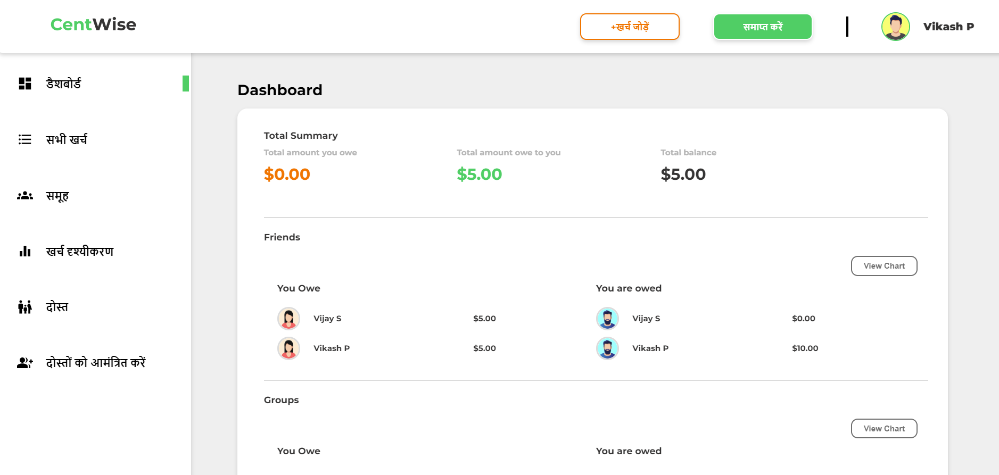 CentWise
+खर्च जोड़ें
समाप्त करें
Vikash P
डैशबोर्ड
सभी खर्च
समूह
खर्च दृश्यीकरण
दोस्त
दोस्तों को आमंत्रित करें
Dashboard
Total Summary
Total amount you owe
Total amount owe to you
Total balance
$0.00
$5.00
$5.00
Friends
View Chart
You Owe
You are owed
Vijay S $5.00
Vijay S $0.00
Vikash P $5.00
Vikash P $10.00
Groups
View Chart
You Owe
You are owed